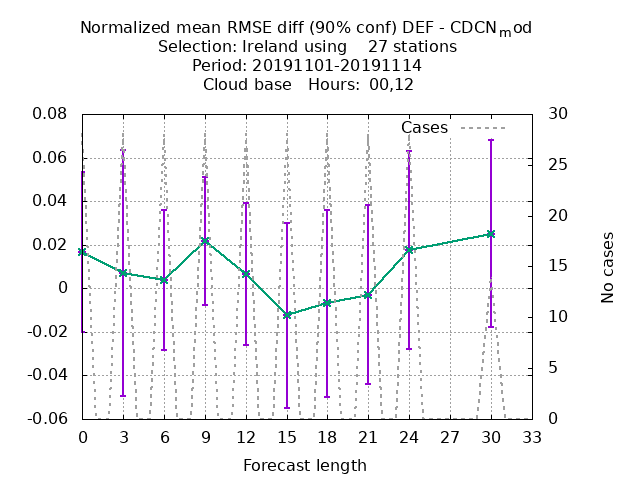 Normalized mean RMSE diff (90% conf) DEF - CDCNmod
Selection: Ireland using 27 stations
Period: 20191101-20191114
Cloud base Hours: 00,12
Cases
0.08
0.06
0.04
0.02
0
-0.02
-0.04
-0.06
30
25
20
15
10
5
0
No cases
0 3 6 9 12 15 18 21 24 27 30 33
Forecast length